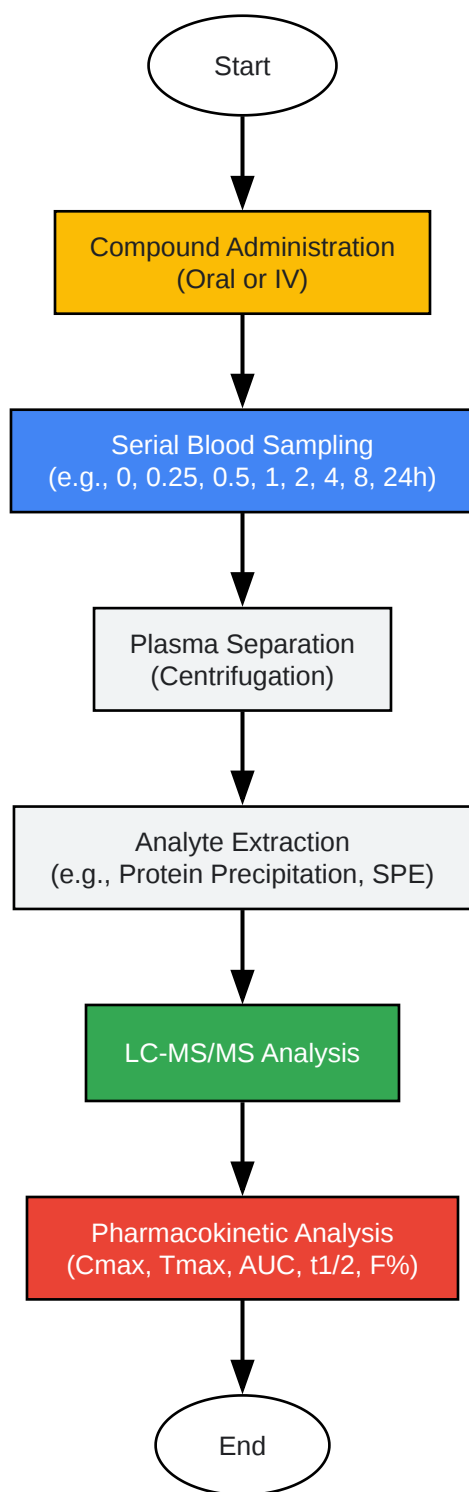 Start
Compound Administration
(Oral or IV)
Serial Blood Sampling
(e.g., 0, 0.25, 0.5, 1, 2, 4, 8, 24h)
Plasma Separation
(Centrifugation)
Analyte Extraction
(e.g., Protein Precipitation, SPE)
LC-MS/MS Analysis
Pharmacokinetic Analysis
(Cmax, Tmax, AUC, t1/2, F%)
End